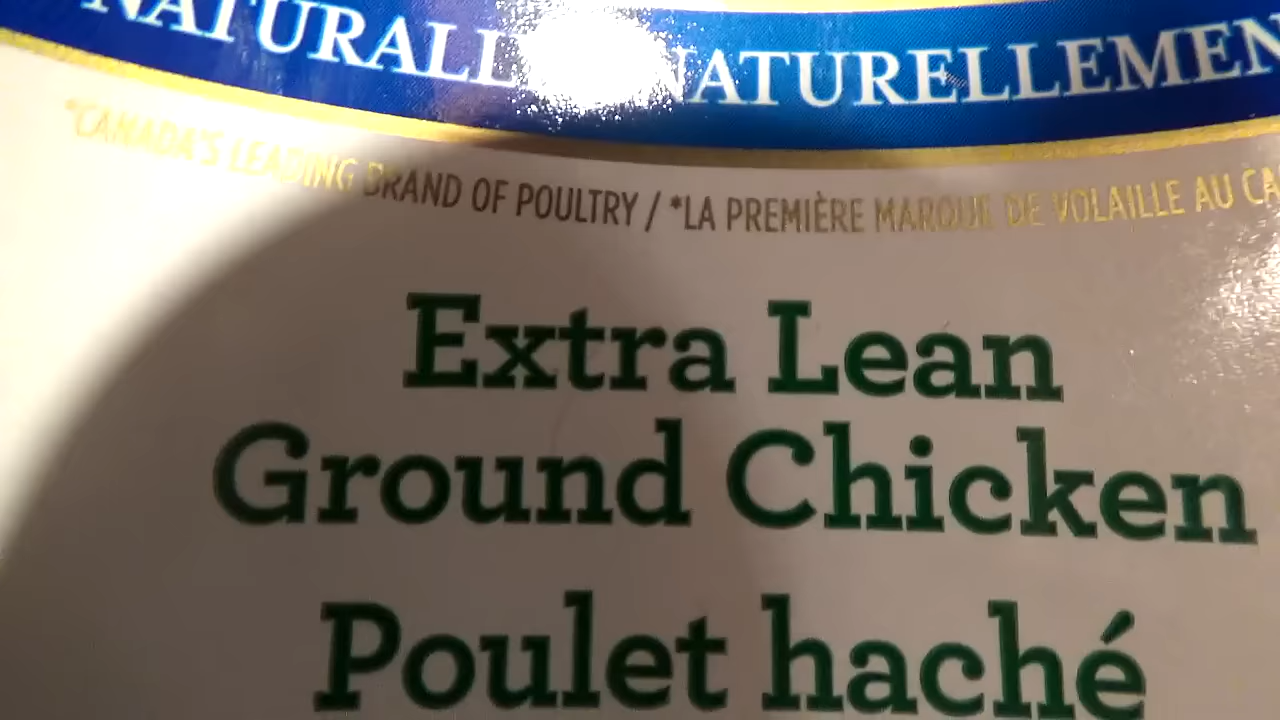 NATURALL NATURELLEMEN
*CANADA'S LEADING BRAND OF POULTRY / *LA PREMIÈRE MARQUE DE VOLAILLE AU CA
Extra Lean
Ground Chicken
Poulet haché